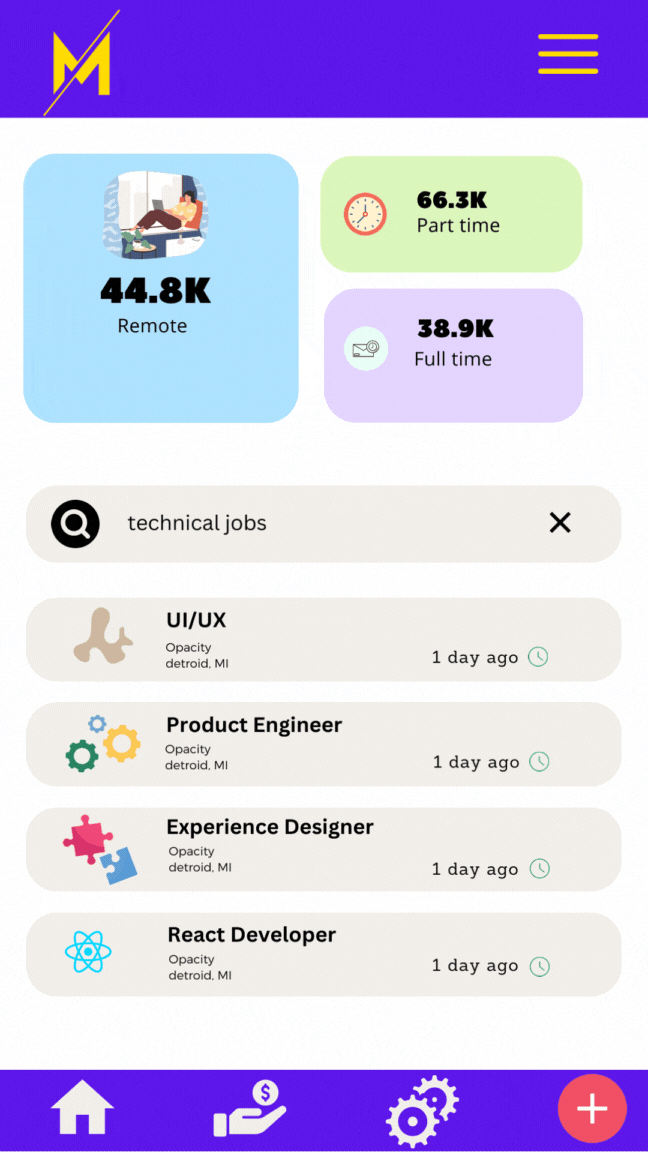 M
44.8K
Remote
66.3K
Part time
38.9K
Full time
technical jobs
UI/UX
Opacity
detroid, MI
1 day ago
Product Engineer
Opacity
detroid, MI
1 day ago
Experience Designer
Opacity
detroid, MI
1 day ago
React Developer
Opacity
detroid, MI
1 day ago
$